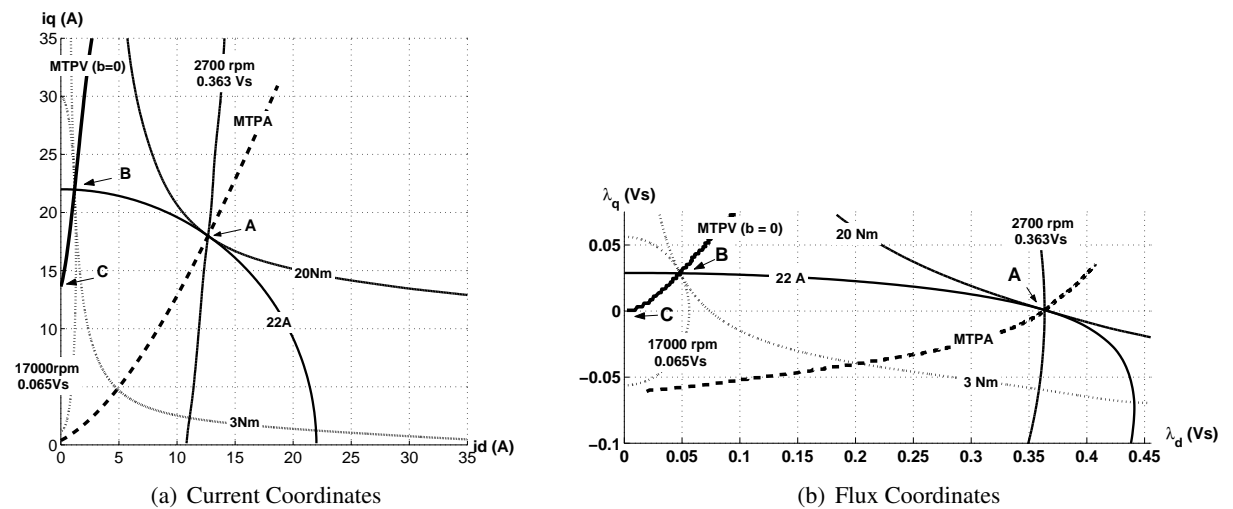 iq (A)
35
30
25
20
15
10
5
0
MTPV (b=0)
2700 rpm
0.363 Vs
MTPA
B
A
C
20Nm
22A
17000rpm
0.065Vs
3Nm
0 5 10 15 20 25 30 35
id (A)
(a) Current Coordinates
λq (Vs)
0.05
0
−0.05
−0.1
MTPV (b = 0)
20 Nm
2700 rpm
0.363Vs
B
A
22 A
C
17000 rpm
0.065Vs
MTPA
3 Nm
0 0.05 0.1 0.15 0.2 0.25 0.3 0.35 0.4 0.45
λd (Vs)
(b) Flux Coordinates